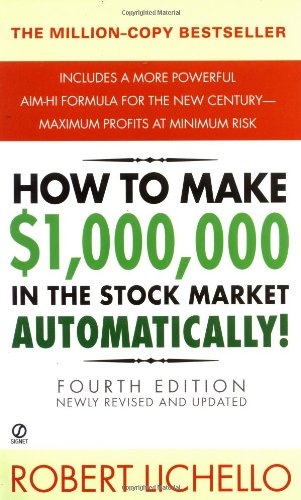 THE MILLION-COPY BESTSELLER
INCLUDES A MORE POWERFUL
AIM-HI FORMULA FOR THE NEW CENTURY—
MAXIMUM PROFITS AT MINIMUM RISK
HOW TO MAKE
$1,000,000
IN THE STOCK MARKET
AUTOMATICALLY!
FOURTH EDITION
NEWLY REVISED AND UPDATED
SIGNET
ROBERT LICHELLO